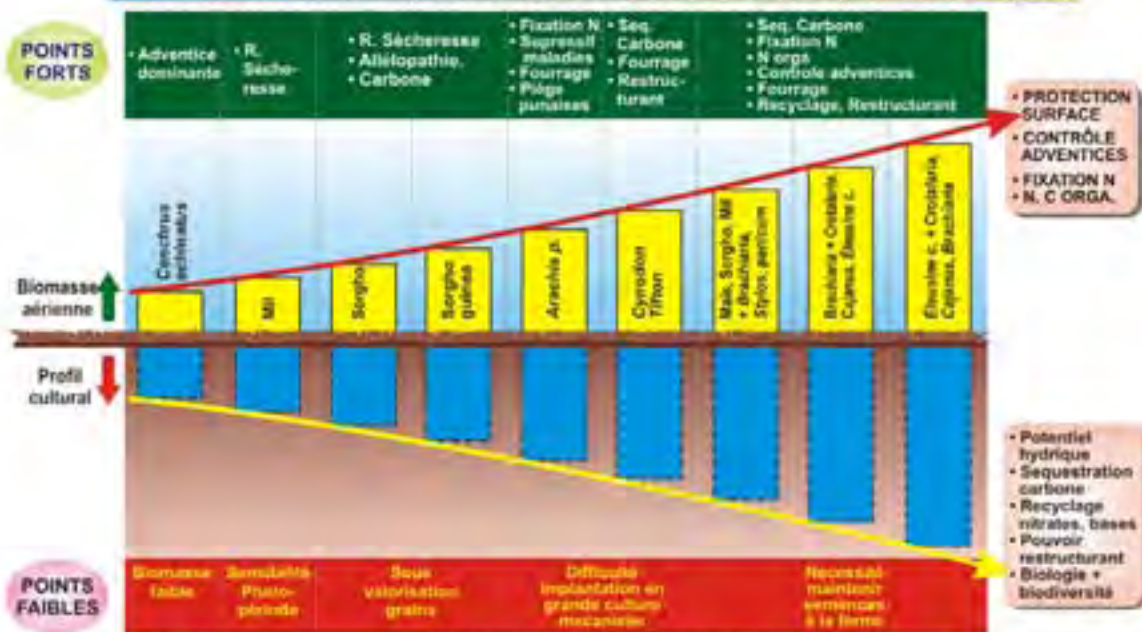 POINTS
FORTS
• Adventice
dominante
• R.
Séche-
resse
• R. Sècheresse
• Allélopathie.
• Carbone
• Fixation N.
• Supressif
maladies
• Fourrage
• Piège
punaises
• Seq.
Carbone
• Fourrage
• Restruc-
turant
• Seq. Carbone
• Fixation N
• N orga
• Controle adventices
• Fourrage
• Recyclage, Restructurant
• PROTECTION
SURFACE
• CONTRÔLE
ADVENTICES
• FIXATION N
• N, C ORGA.
Biomasse
aérienne
Cenchrus
echinatus
Mil
Sorgho
Sorgho
guinea
Arachis p.
Cynodon
Tifton
Maïs, Sorgho, Mil
+ Brachiaria,
Stylos. panicum
Brachiara + Crotalaria,
Cajanus, Eleusine c.
Eleusine c. + Crotalaria,
Cajanus, Brachiaria
Profil
cultural
• Potentiel
hydrique
• Sequestration
carbone
• Recyclage
nitrates, bases
• Pouvoir
restructurant
• Biologie +
biodiversité
POINTS
FAIBLES
Biomasse
faible
Sensibilité
Photo-
période
Sous
valorisation
grains
Difficulté
implantation en
grande culture
mécanisée
maintenir
semences
à la ferme